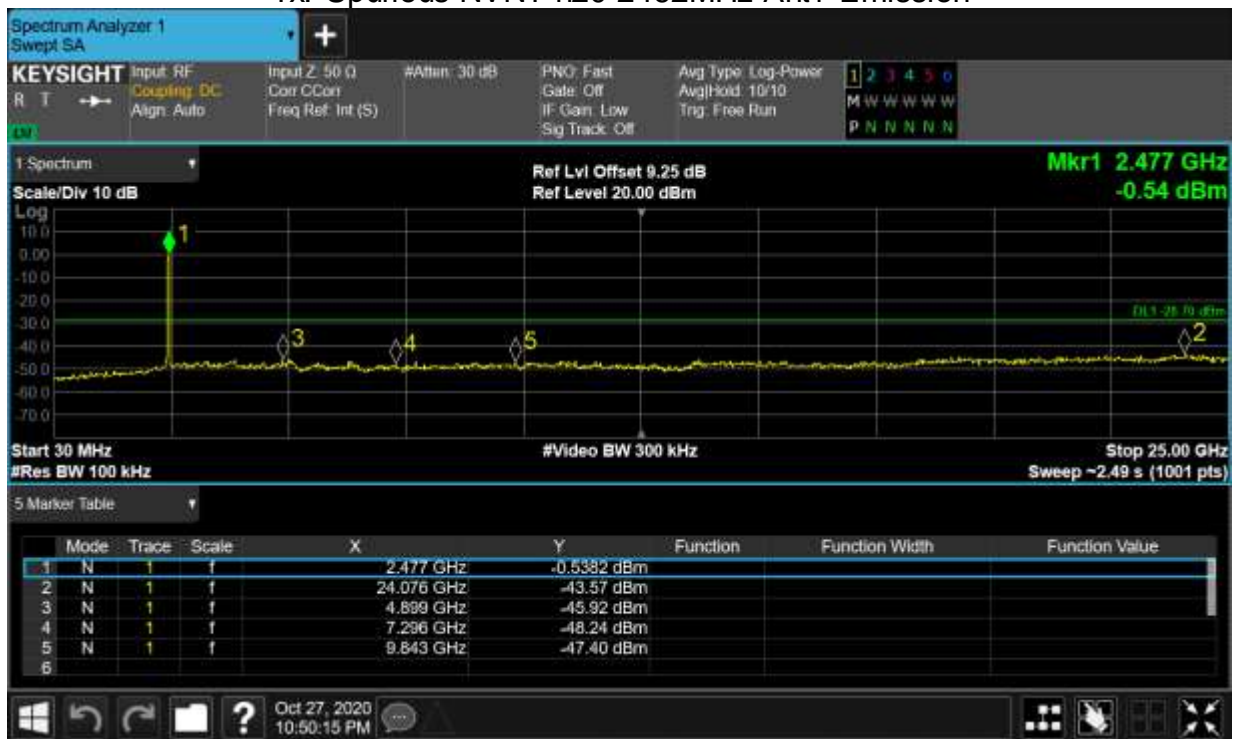 Spectrum Analyzer 1
Swept SA
+
KEYSIGHT
R T
Input: RF
Coupling: DC
Align: Auto
Input Z: 50 Ω
Corr CCorr
Freq Ref: Int (S)
#Atten: 30 dB
PNO: Fast
Gate: Off
IF Gain: Low
Sig Track: Off
Avg Type: Log-Power
Avg|Hold: 10/10
Trig: Free Run
1 2 3 4 5 6
M W W W W W
P N N N N N
1 Spectrum
Scale/Div 10 dB
Ref Lvl Offset 9.25 dB
Ref Level 20.00 dBm
Mkr1 2.477 GHz
-0.54 dBm
Log
10.0
0.00
-10.0
-20.0
-30.0
-40.0
-50.0
-60.0
-70.0
1
3
4
5
2
DL1 -28.70 dBm
Start 30 MHz
#Video BW 300 kHz
Stop 25.00 GHz
#Res BW 100 kHz
Sweep ~2.49 s (1001 pts)
5 Marker Table
Mode Trace Scale X Y Function Function Width Function Value
1 N 1 f 2.477 GHz -0.5382 dBm
2 N 1 f 24.076 GHz -43.57 dBm
3 N 1 f 4.899 GHz -45.92 dBm
4 N 1 f 7.296 GHz -48.24 dBm
5 N 1 f 9.843 GHz -47.40 dBm
6
?
Oct 27, 2020
10:50:15 PM